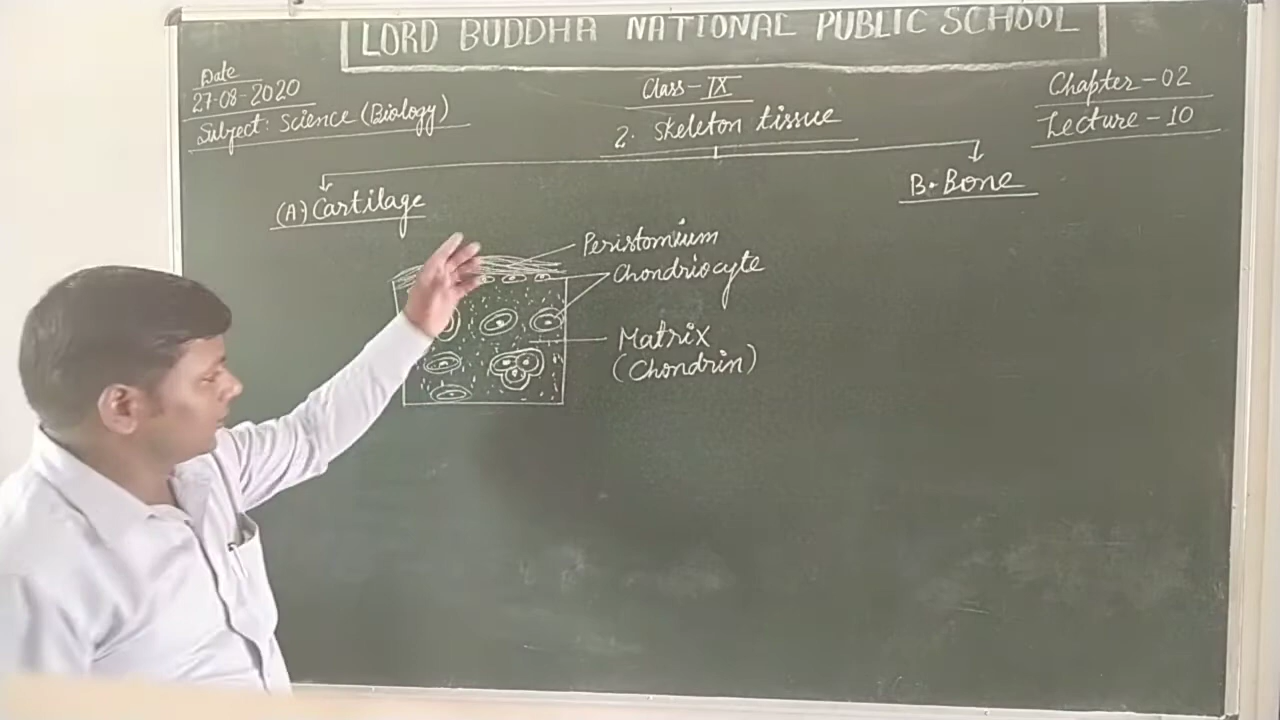 LORD BUDDHA NATIONAL PUBLIC SCHOOL
Date
27-08-2020
Subject: Science (Biology)
Class-IX
2. Skeleton tissue
Chapter-02
Lecture-10
(A) Cartilage
B. Bone
Peristomium
Chondriocyte
Matrix
(Chondrin)